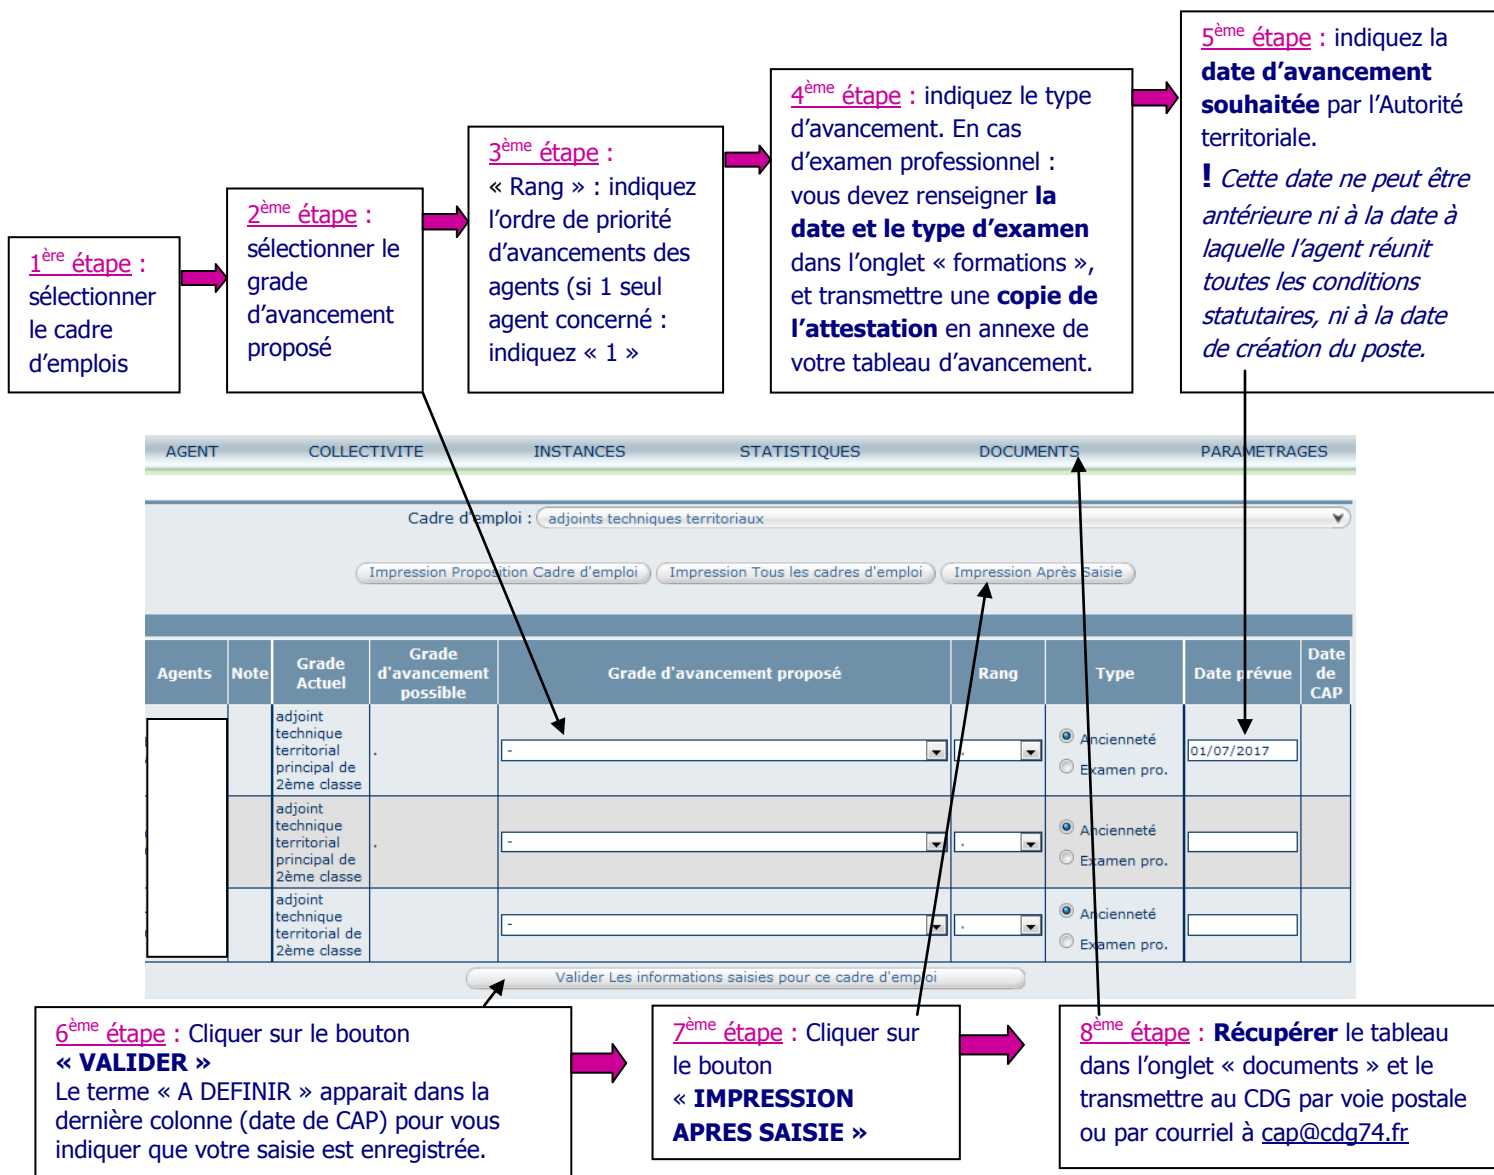 1ère étape :
sélectionner
le cadre
d’emplois
2ème étape :
sélectionner le
grade
d’avancement
proposé
3ème étape :
« Rang » : indiquez
l’ordre de priorité
d’avancements des
agents (si 1 seul
agent concerné :
indiquez « 1 »
4ème étape : indiquez le type
d’avancement. En cas
d’examen professionnel :
vous devez renseigner la
date et le type d’examen
dans l’onglet « formations »,
et transmettre une copie de
l’attestation en annexe de
votre tableau d’avancement.
5ème étape : indiquez la
date d’avancement
souhaitée par l’Autorité
territoriale.
! Cette date ne peut être
antérieure ni à la date à
laquelle l’agent réunit
toutes les conditions
statutaires, ni à la date
de création du poste.
AGENT COLLECTIVITE INSTANCES STATISTIQUES DOCUMENTS PARAMETRAGES
Cadre d'emploi : adjoints techniques territoriaux
Impression Proposition Cadre d'emploi Impression Tous les cadres d'emploi Impression Après Saisie
Agents
Note
Grade
Actuel
Grade
d'avancement
possible
Grade d'avancement proposé
Rang
Type
Date prévue
Date
de
CAP
adjoint
technique
territorial
principal de
2ème classe
.
-
.
Ancienneté
Examen pro.
01/07/2017
adjoint
technique
territorial
principal de
2ème classe
.
-
.
Ancienneté
Examen pro.
adjoint
technique
territorial de
2ème classe
-
.
Ancienneté
Examen pro.
Valider Les informations saisies pour ce cadre d'emploi
6ème étape : Cliquer sur le bouton
« VALIDER »
Le terme « A DEFINIR » apparait dans la
dernière colonne (date de CAP) pour vous
indiquer que votre saisie est enregistrée.
7ème étape : Cliquer sur
le bouton
« IMPRESSION
APRES SAISIE »
8ème étape : Récupérer le tableau
dans l’onglet « documents » et le
transmettre au CDG par voie postale
ou par courriel à cap@cdg74.fr